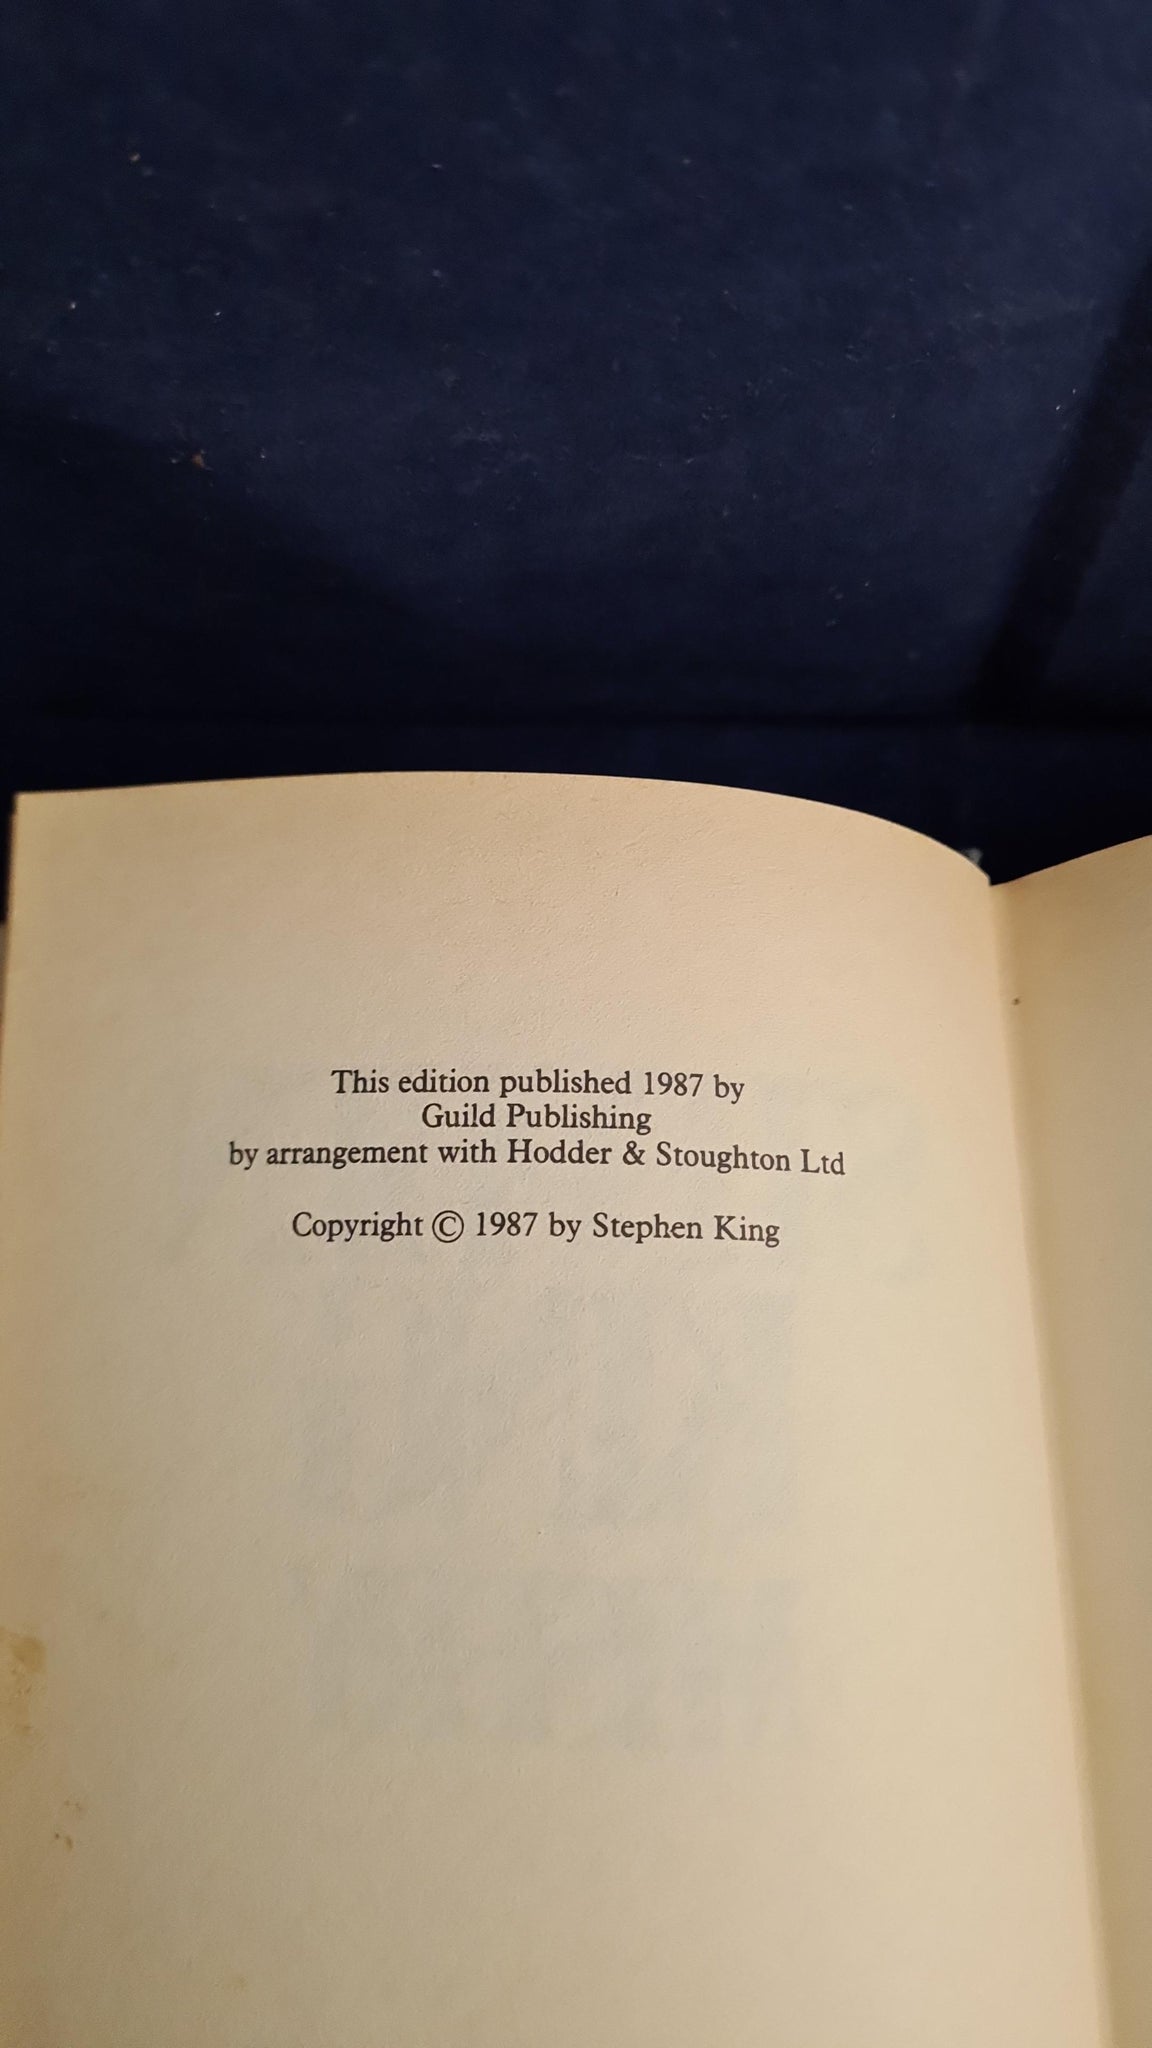 This edition published 1987 by
Guild Publishing
by arrangement with Hodder & Stoughton Ltd
Copyright © 1987 by Stephen King